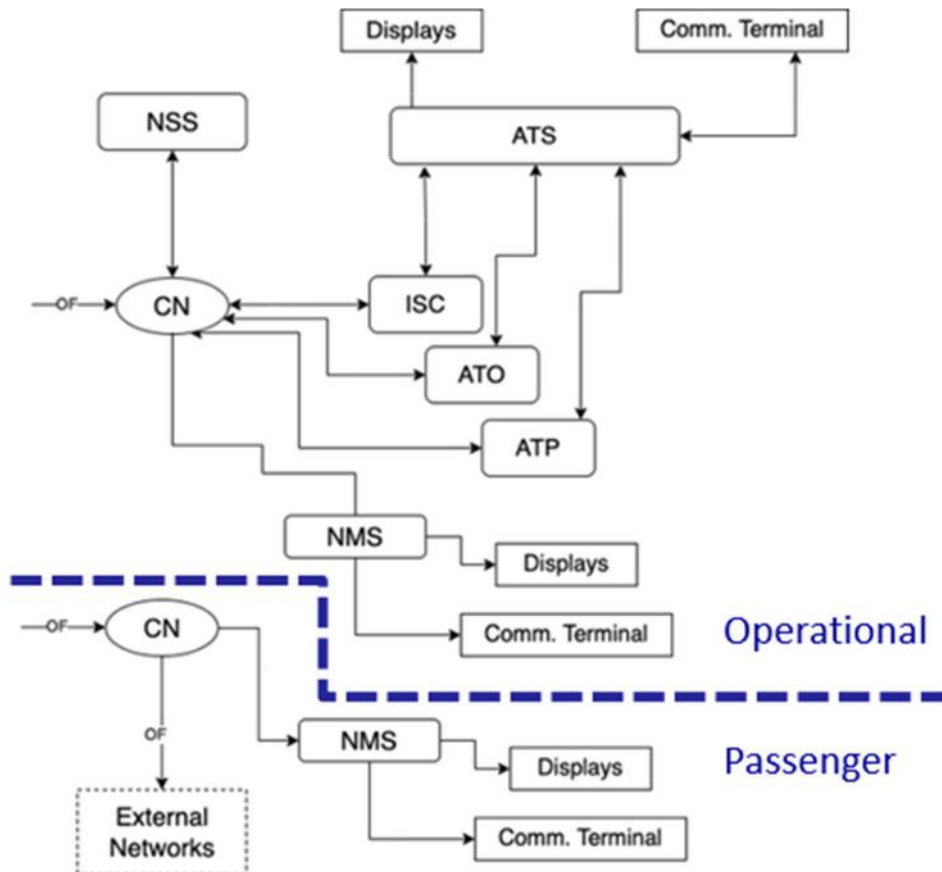 Displays
Comm. Terminal
NSS
ATS
OF
CN
ISC
ATO
ATP
NMS
Displays
Comm. Terminal
Operational
OF
CN
OF
NMS
Displays
Passenger
External
Networks
Comm. Terminal